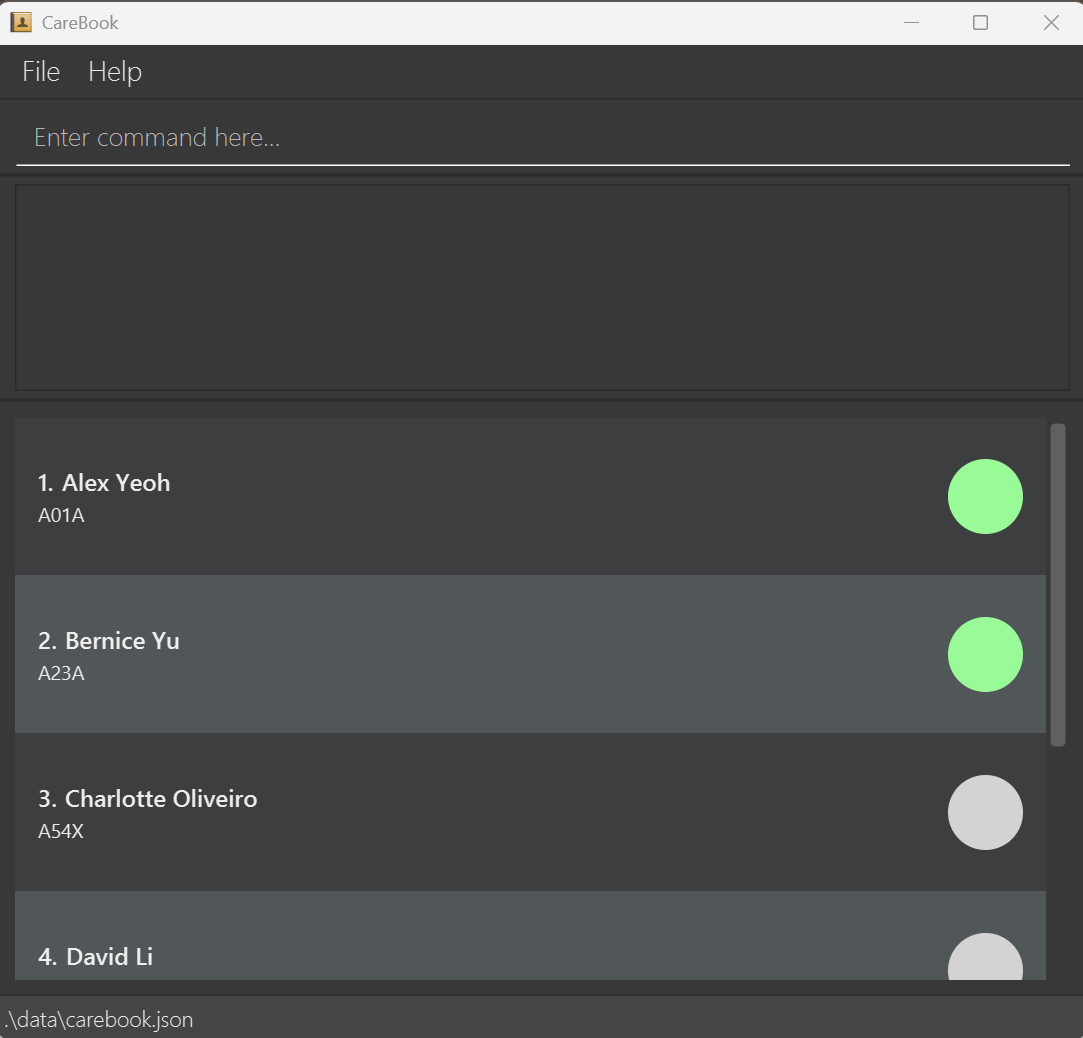 CareBook
File Help
Enter command here...
1. Alex Yeoh
A01A
2. Bernice Yu
A23A
3. Charlotte Oliveiro
A54X
4. David Li
.\data\carebook.json